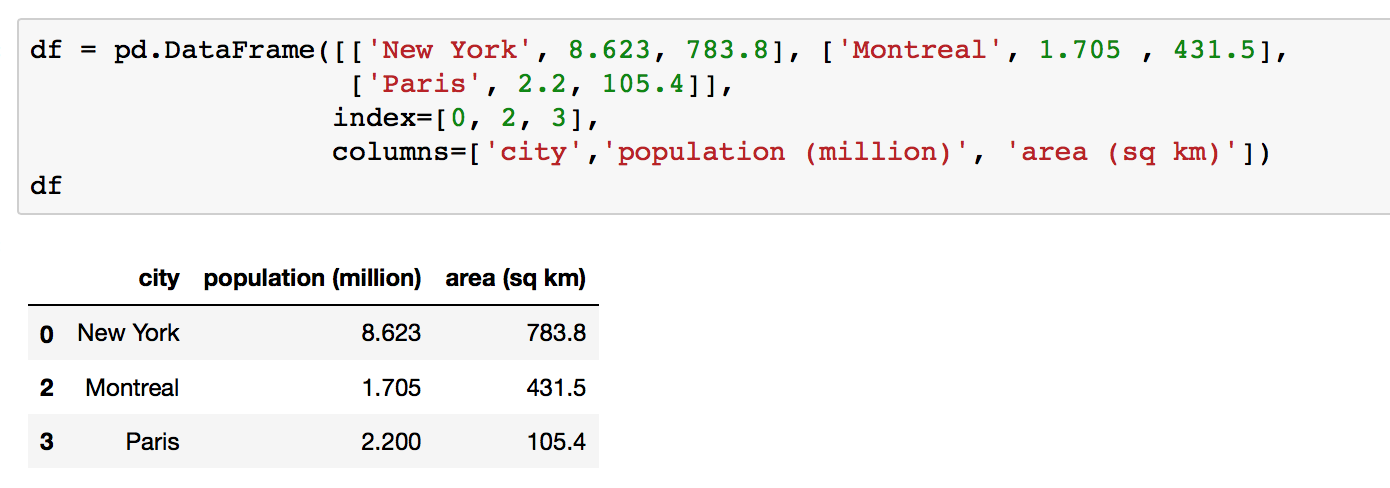 df = pd.DataFrame([['New York', 8.623, 783.8], ['Montreal', 1.705 , 431.5],
['Paris', 2.2, 105.4]],
index=[0, 2, 3],
columns=['city','population (million)', 'area (sq km)'])
df
city population (million) area (sq km)
0 New York 8.623 783.8
2 Montreal 1.705 431.5
3 Paris 2.200 105.4